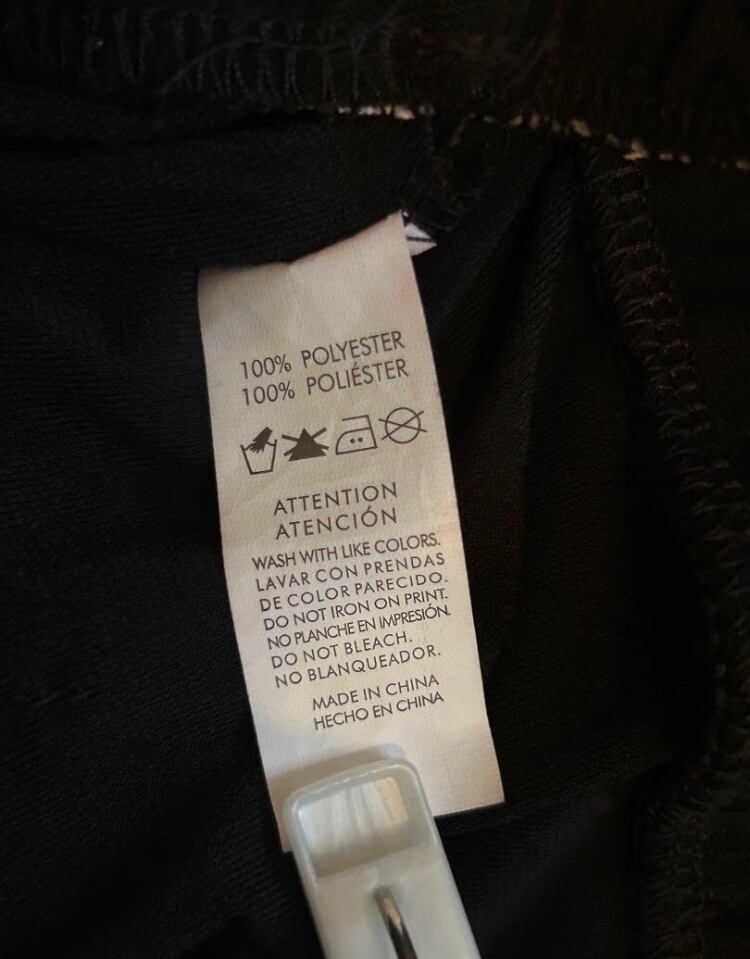 100% POLYESTER
100% POLIÉSTER
ATTENTION
ATENCIÓN
WASH WITH LIKE COLORS.
LAVAR CON PRENDAS
DE COLOR PARECIDO.
DO NOT IRON ON PRINT.
NO PLANCHE EN IMPRESIÓN.
DO NOT BLEACH.
NO BLANQUEADOR.
MADE IN CHINA
HECHO EN CHINA